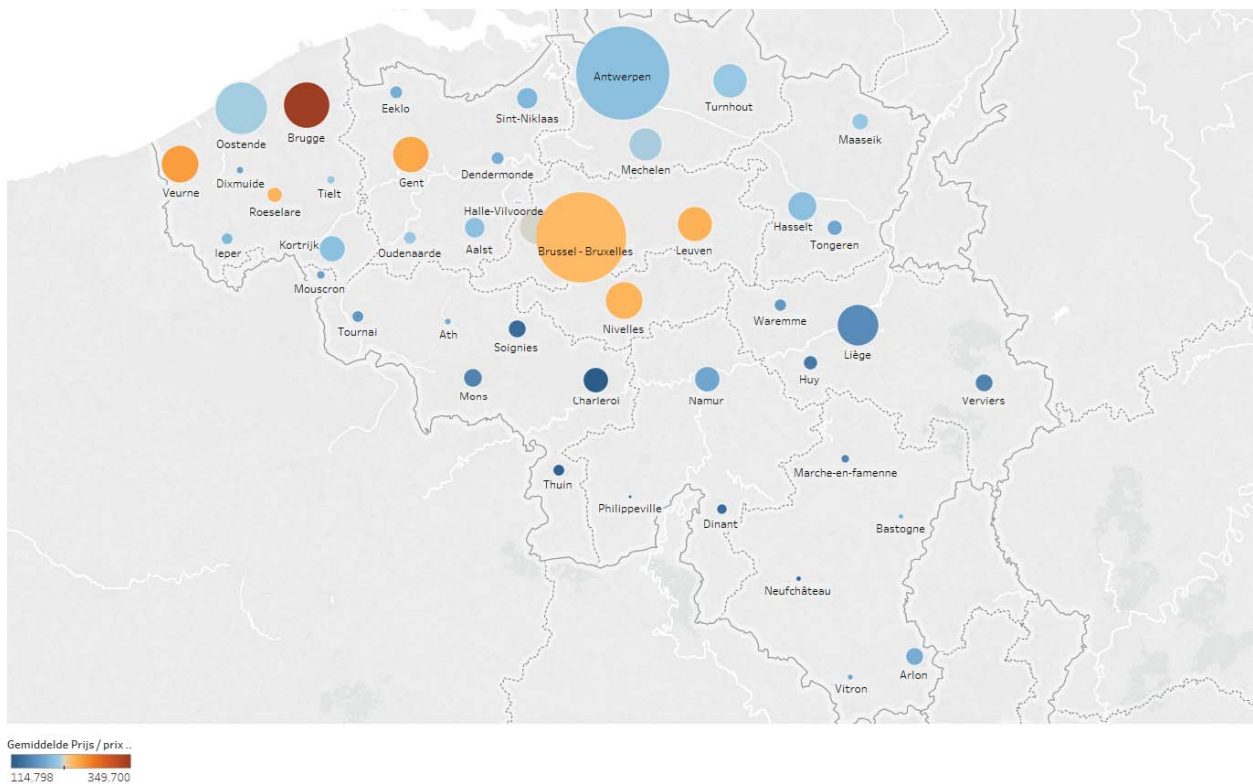 Antwerpen
Turnhout
Eeklo
Sint-Niklaas
Oostende
Brugge
Maaseik
Mechelen
Dendermonde
Gent
Veurne
Dixmuide
Tielt
Roeselare
Halle-Vilvoorde
Hasselt
Tongeren
Kortrijk
Ieper
Oudenaarde
Aalst
Brussel - Bruxelles
Leuven
Mouscron
Tournai
Ath
Soignies
Nivelles
Waremme
Liège
Huy
Mons
Charleroi
Namur
Verviers
Marche-en-famenne
Thuin
Philippeville
Dinant
Bastogne
Neufchâteau
Arlon
Vitron
Gemiddelde Prijs / prix ..
114.798 349.700